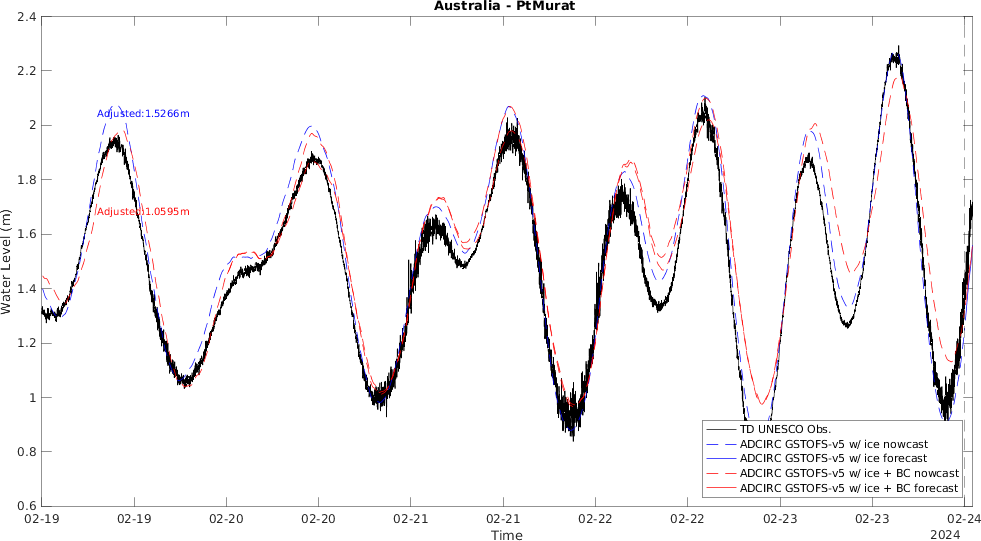 Australia - PtMurat
2.4
2.2
2
1.8
1.6
1.4
1.2
1
0.8
0.6
Water Level (m)
Adjusted:1.5266m
Adjusted:1.0595m
TD UNESCO Obs.
ADCIRC GSTOFS-v5 w/ ice nowcast
ADCIRC GSTOFS-v5 w/ ice forecast
ADCIRC GSTOFS-v5 w/ ice + BC nowcast
ADCIRC GSTOFS-v5 w/ ice + BC forecast
02-19 02-19 02-20 02-20 02-21 02-21 02-22 02-22 02-23 02-23 02-24
2024
Time